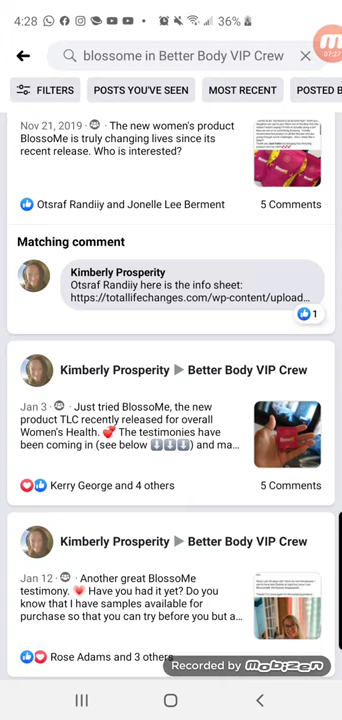 4:28
36%
07:27
blossome in Better Body VIP Crew
FILTERS
POSTS YOU'VE SEEN
MOST RECENT
POSTED B
Nov 21, 2019 · The new women's product
BlossoMe is truly changing lives since its
recent release. Who is interested?
Otsraf Randiiy and Jonelle Lee Berment
5 Comments
Matching comment
Kimberly Prosperity
Otsraf Randiiy here is the info sheet:
https://totallifechanges.com/wp-content/upload...
1
Kimberly Prosperity ▶ Better Body VIP Crew
Jan 3 · Just tried BlossoMe, the new
product TLC recently released for overall
Women's Health. 💕 The testimonies have
been coming in (see below ⬇️⬇️⬇️) and ma...
Kerry George and 4 others
5 Comments
Kimberly Prosperity ▶ Better Body VIP Crew
Jan 12 · Another great BlossoMe
testimony. 💗 Have you had it yet? Do you
know that I have samples available for
purchase so that you can try before you but a...
Rose Adams and 3 others
Recorded by mobizen